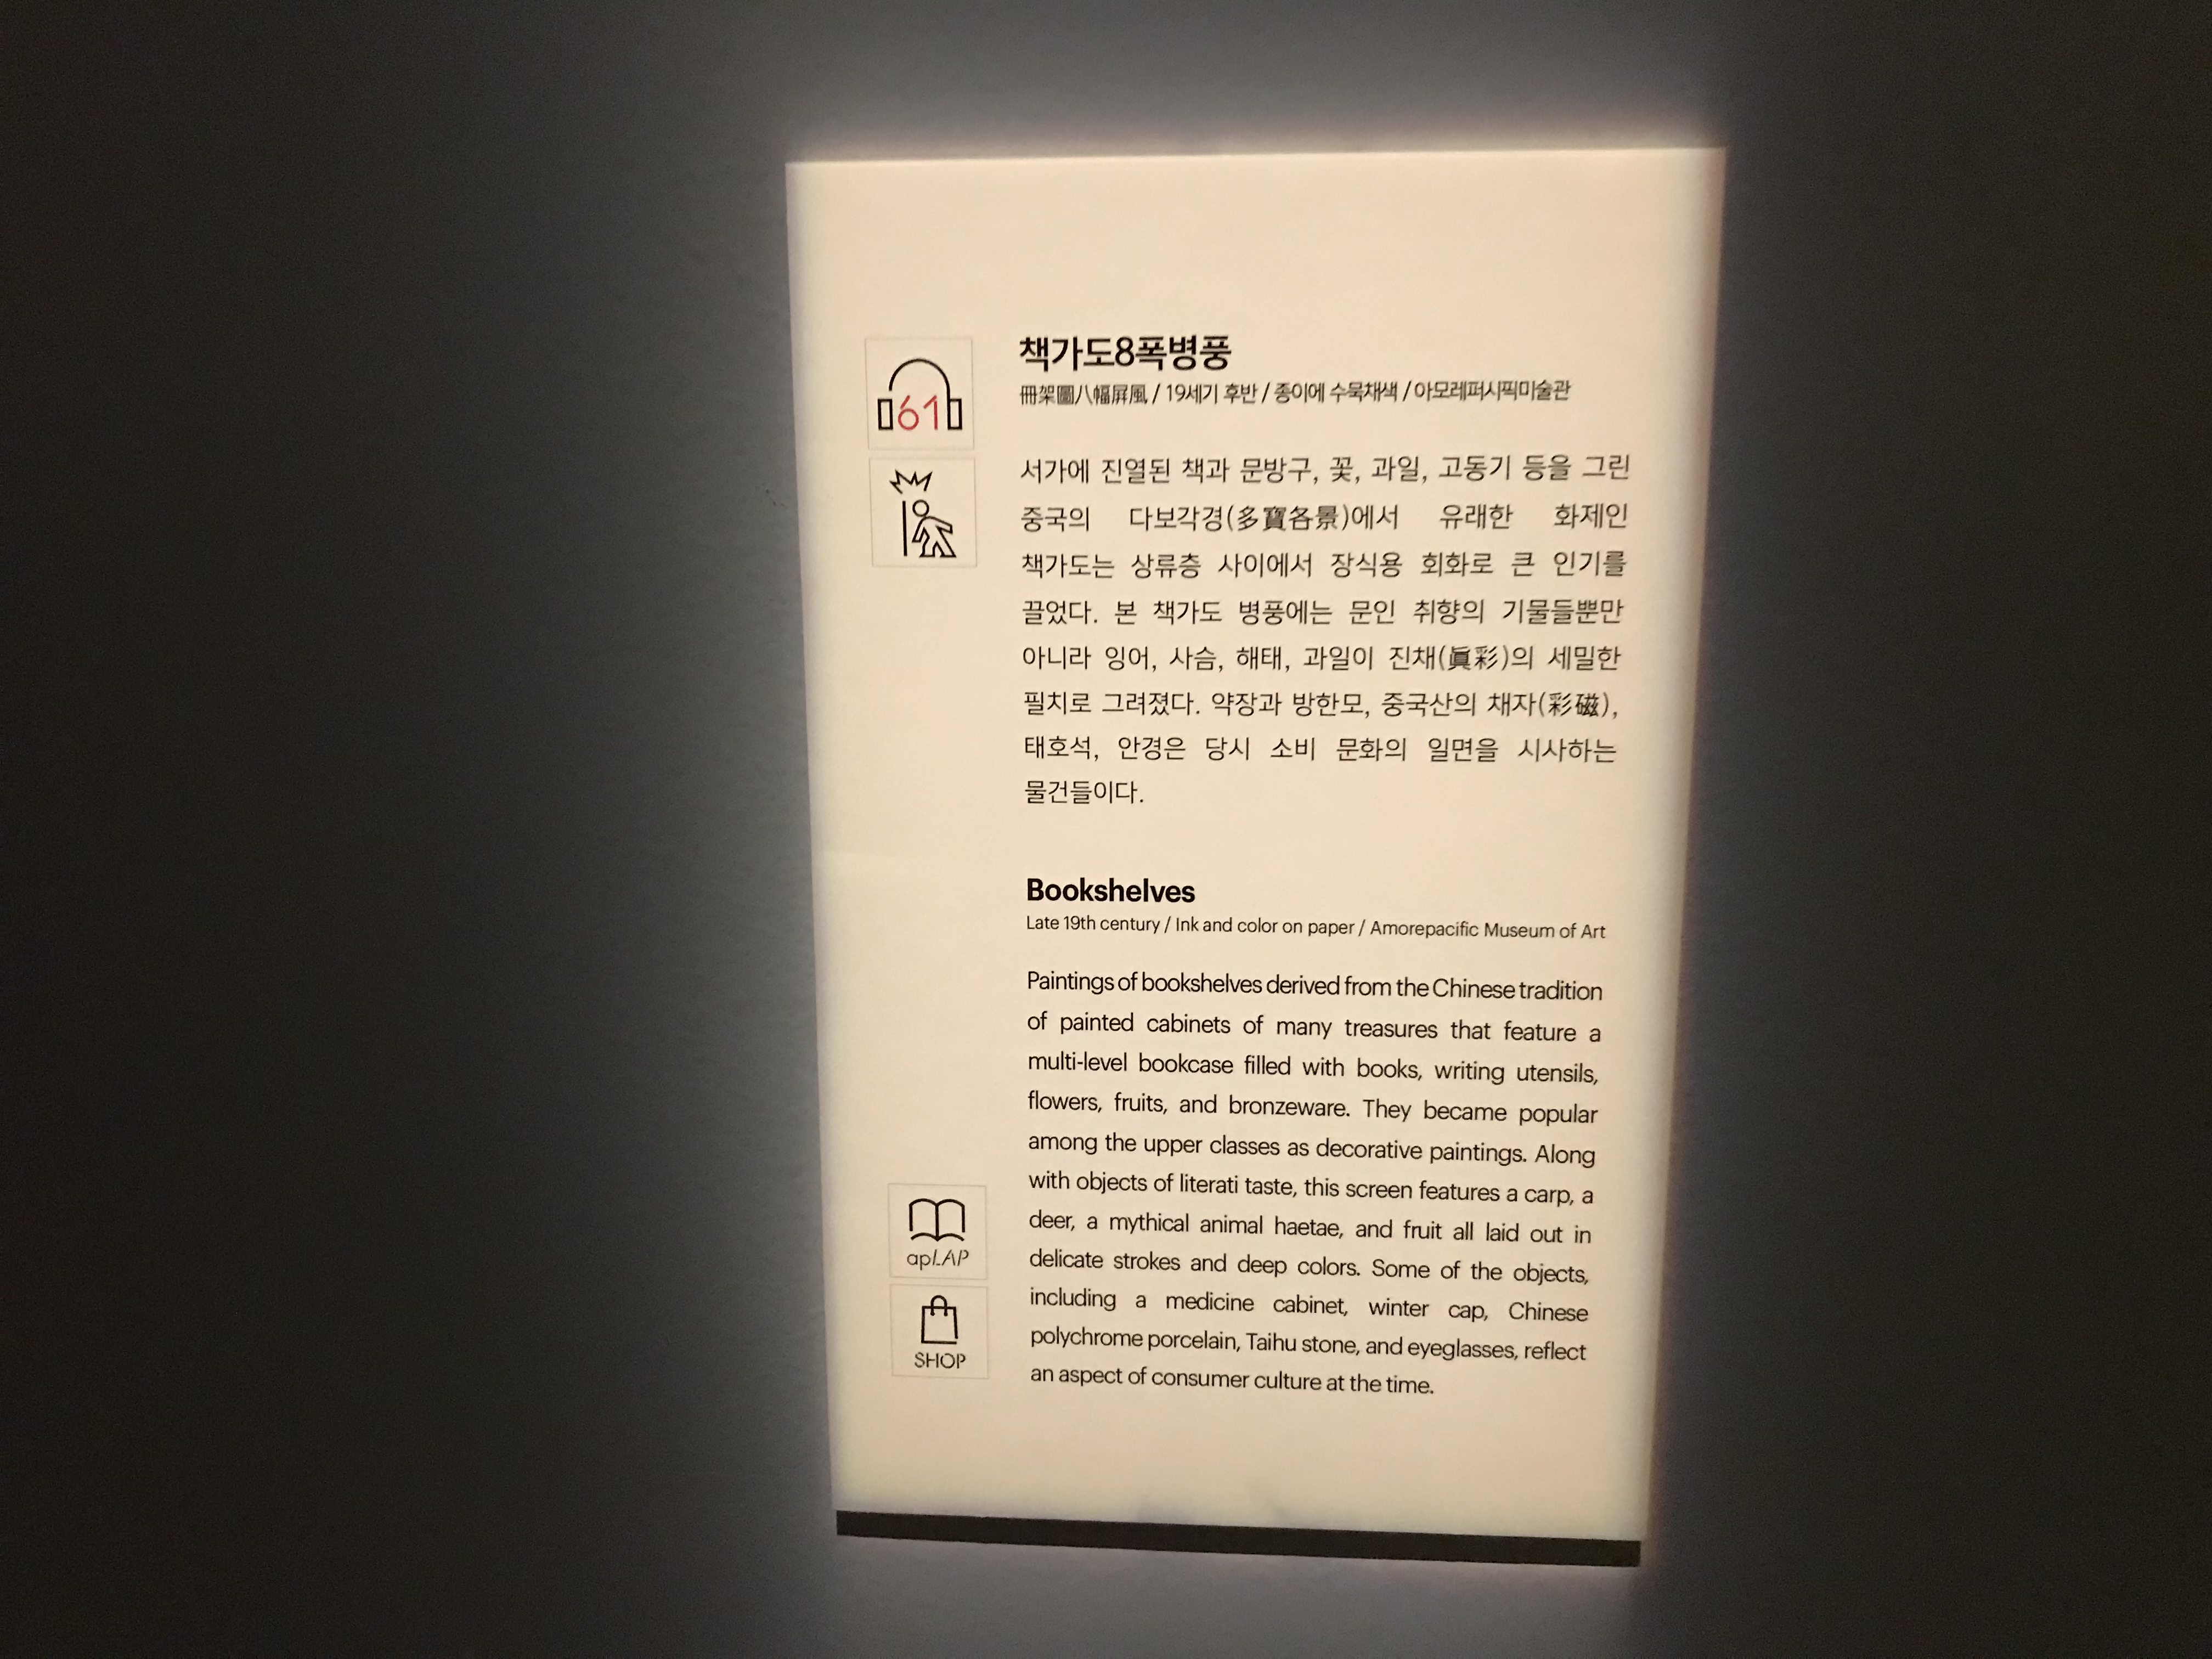 책가도8폭병풍
冊架圖八幅屛風 / 19세기 후반 / 종이에 수묵채색 / 아모레퍼시픽미술관
61
서가에 진열된 책과 문방구, 꽃, 과일, 고동기 등을 그린
중국의 다보각경(多寶各景)에서 유래한 화제인
책가도는 상류층 사이에서 장식용 회화로 큰 인기를
끌었다. 본 책가도 병풍에는 문인 취향의 기물들뿐만
아니라 잉어, 사슴, 해태, 과일이 진채(眞彩)의 세밀한
필치로 그려졌다. 약장과 방한모, 중국산의 채자(彩磁),
태호석, 안경은 당시 소비 문화의 일면을 시사하는
물건들이다.
Bookshelves
Late 19th century / Ink and color on paper / Amorepacific Museum of Art
Paintings of bookshelves derived from the Chinese tradition
of painted cabinets of many treasures that feature a
multi-level bookcase filled with books, writing utensils,
flowers, fruits, and bronzeware. They became popular
among the upper classes as decorative paintings. Along
with objects of literati taste, this screen features a carp, a
deer, a mythical animal haetae, and fruit all laid out in
delicate strokes and deep colors. Some of the objects,
including a medicine cabinet, winter cap, Chinese
polychrome porcelain, Taihu stone, and eyeglasses, reflect
an aspect of consumer culture at the time.
apLAP
SHOP